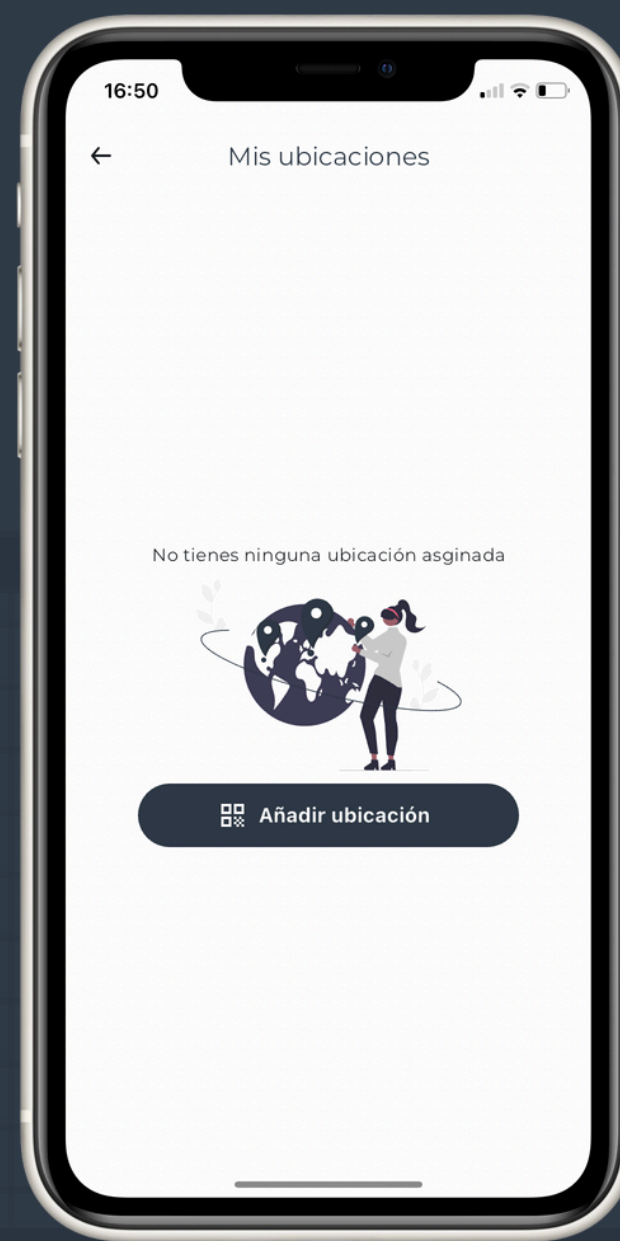 16:50
Mis ubicaciones
No tienes ninguna ubicación asginada
Añadir ubicación